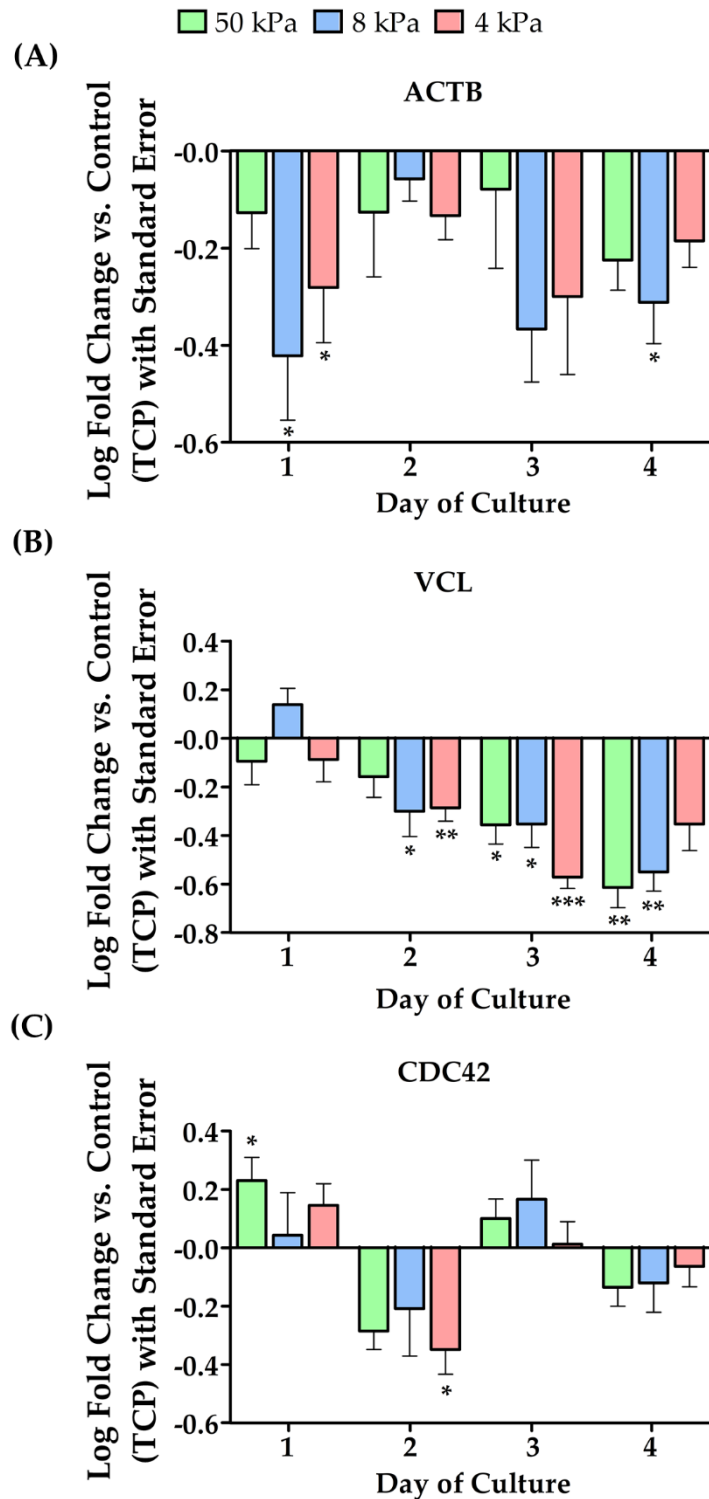 50 kPa 8 kPa 4 kPa
(A)
ACTB
Log Fold Change vs. Control
(TCP) with Standard Error
-0.0
-0.2
-0.4
-0.6
* * *
1 2 3 4
Day of Culture
(B)
VCL
Log Fold Change vs. Control
(TCP) with Standard Error
0.4
0.2
-0.0
-0.2
-0.4
-0.6
-0.8
* ** * * *** ** **
1 2 3 4
Day of Culture
(C)
CDC42
Log Fold Change vs. Control
(TCP) with Standard Error
0.4
0.2
-0.0
-0.2
-0.4
-0.6
* *
1 2 3 4
Day of Culture